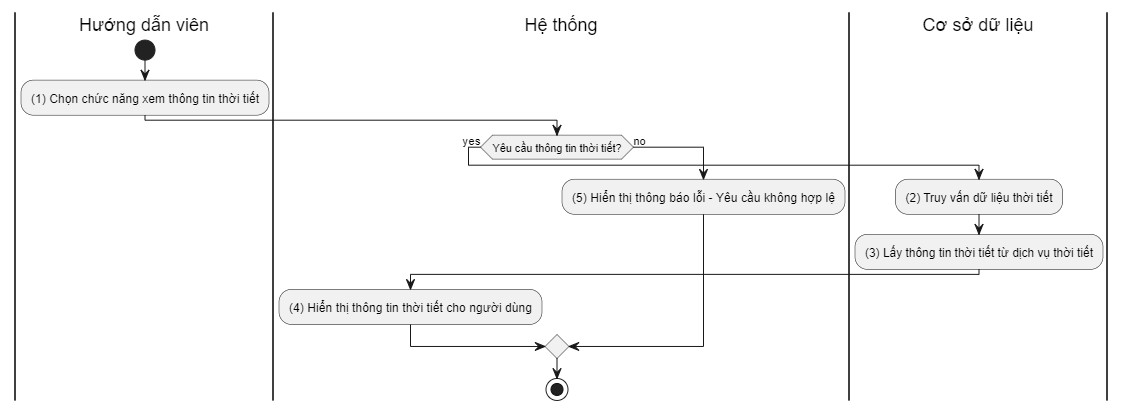 Hướng dẫn viên
Hệ thống
Cơ sở dữ liệu
(1) Chọn chức năng xem thông tin thời tiết
yes
Yêu cầu thông tin thời tiết?
no
(5) Hiển thị thông báo lỗi - Yêu cầu không hợp lệ
(2) Truy vấn dữ liệu thời tiết
(3) Lấy thông tin thời tiết từ dịch vụ thời tiết
(4) Hiển thị thông tin thời tiết cho người dùng